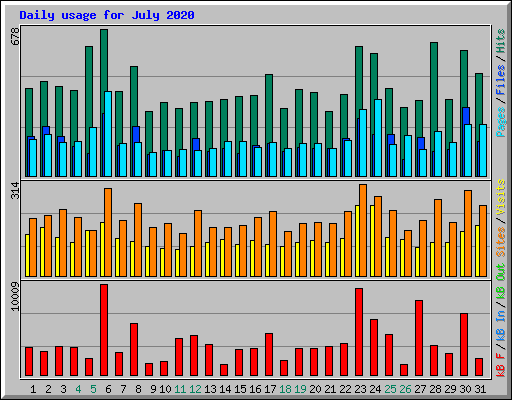 Daily usage for July 2020
678
Pages / Files / Hits
314
Sites / Visits
10009
kB F / kB In / kB Out
1 2 3 4 5 6 7 8 9 10 11 12 13 14 15 16 17 18 19 20 21 22 23 24 25 26 27 28 29 30 31